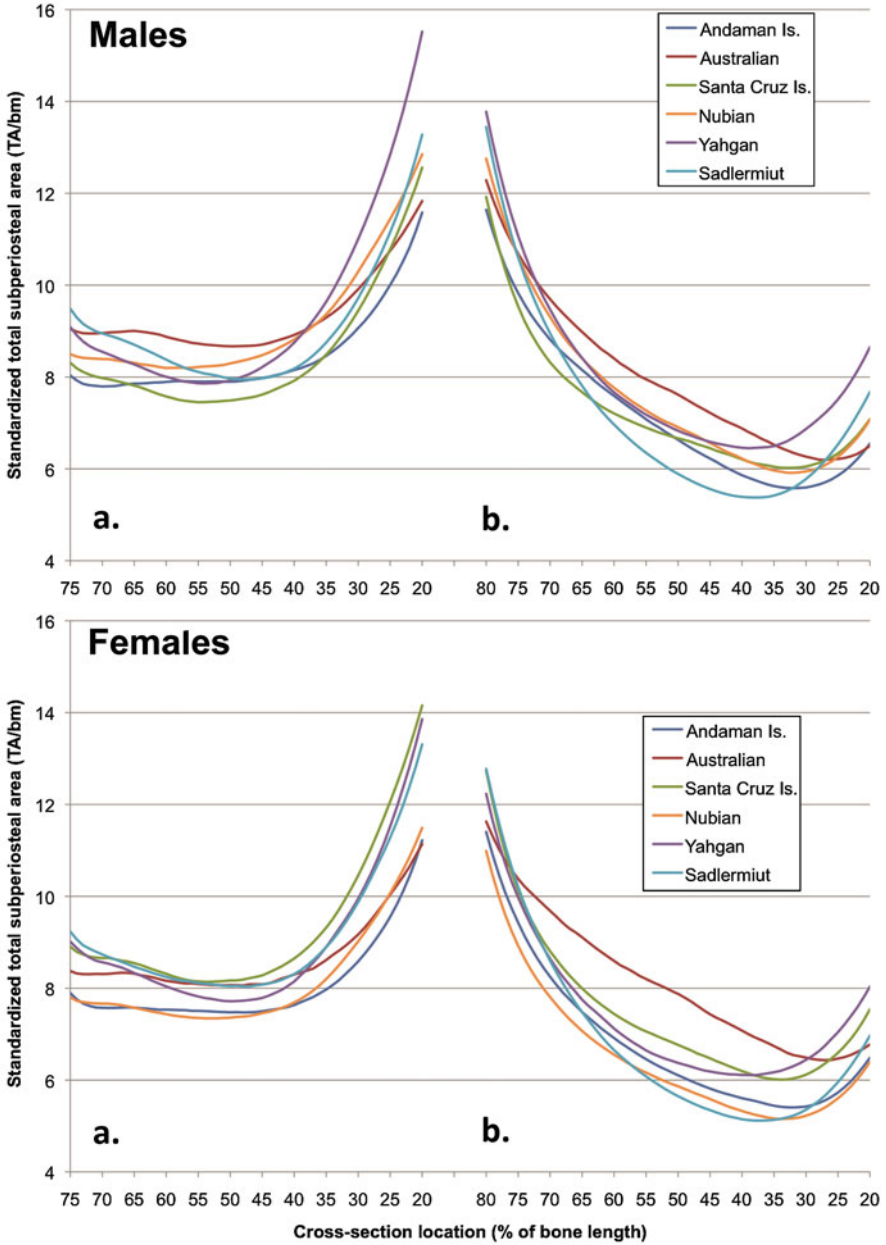 Males
Standardized total subperiosteal area (TA/bm)
16
14
12
10
8
6
4
Andaman Is.
Australian
Santa Cruz Is.
Nubian
Yahgan
Sadlermiut
a.
b.
75 70 65 60 55 50 45 40 35 30 25 20 80 75 70 65 60 55 50 45 40 35 30 25 20
Females
Standardized total subperiosteal area (TA/bm)
16
14
12
10
8
6
4
Andaman Is.
Australian
Santa Cruz Is.
Nubian
Yahgan
Sadlermiut
a.
b.
75 70 65 60 55 50 45 40 35 30 25 20 80 75 70 65 60 55 50 45 40 35 30 25 20
Cross-section location (% of bone length)